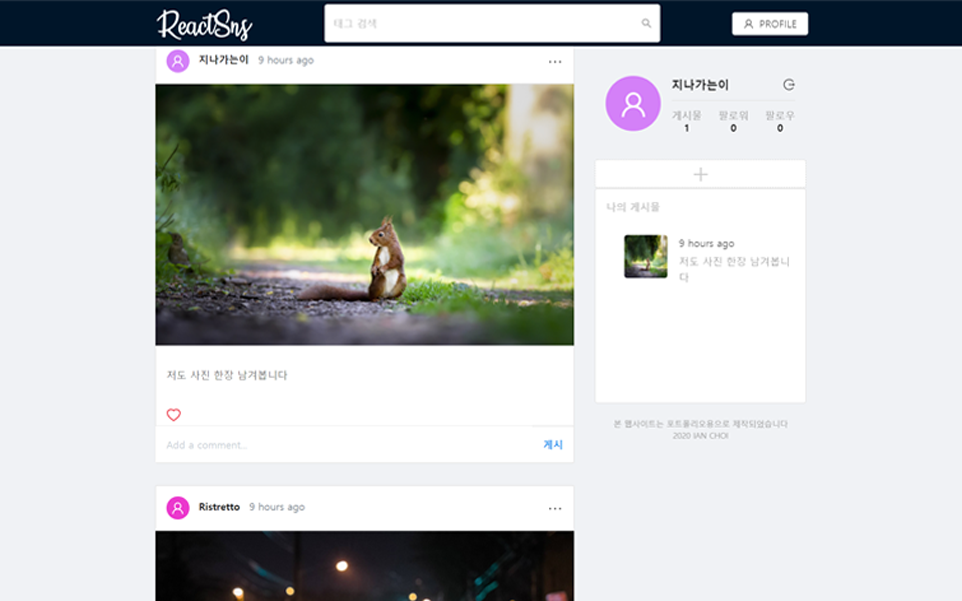 ReactSns
태그 검색
PROFILE
지나가는이 9 hours ago
저도 사진 한장 남겨봅니다
Add a comment...
게시
Ristretto 9 hours ago
지나가는이
게시물 팔로워 팔로우
1 0 0
나의 게시물
9 hours ago
저도 사진 한장 남겨봅니
다
본 웹사이트는 포트폴리오용으로 제작되었습니다
2020 IAN CHOI